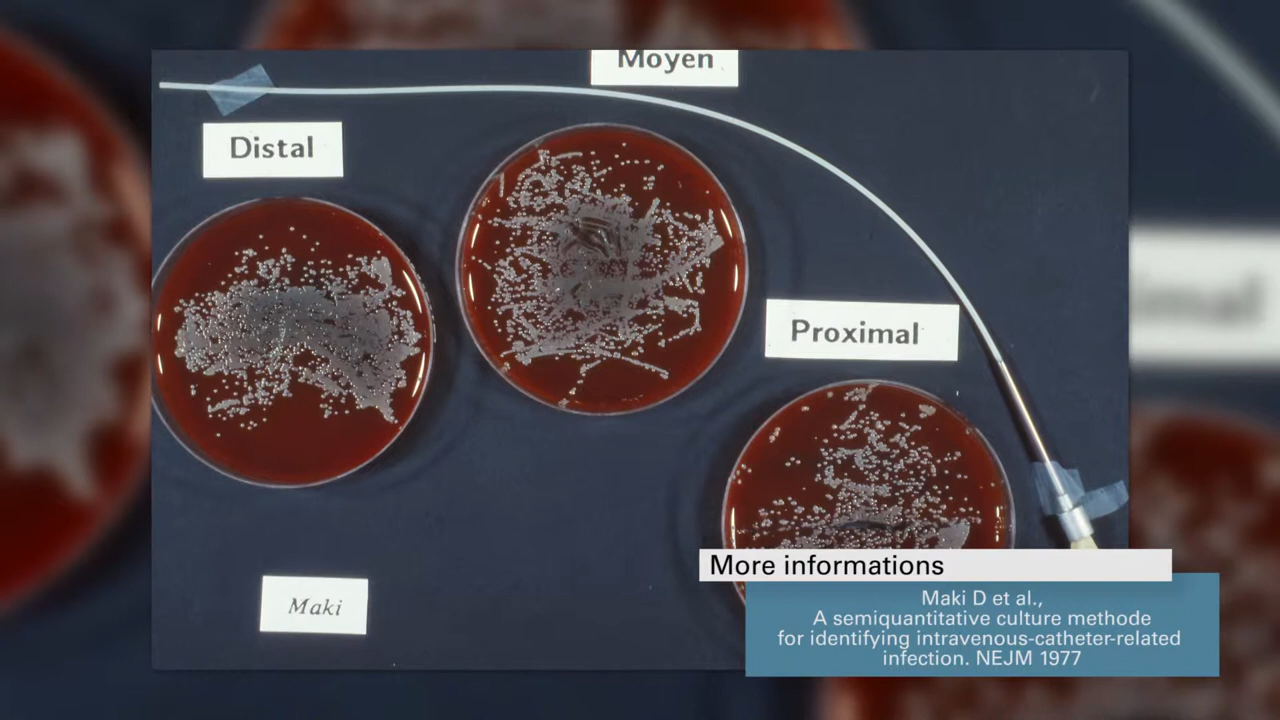 Moyen
Distal
Proximal
Maki
More informations
Maki D et al.,
A semiquantitative culture methode
for identifying intravenous-catheter-related
infection. NEJM 1977